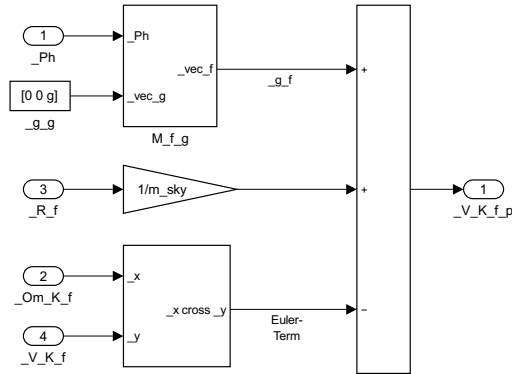 1
_Ph
[0 0 g]
_g_g
_Ph
_vec_g
_vec_f
M_f_g
_g_f
+
3
_R_f
1/m_sky
+
1
_V_K_f_p
2
_Om_K_f
4
_V_K_f
_x
_y
_x cross _y
Euler-
Term
−